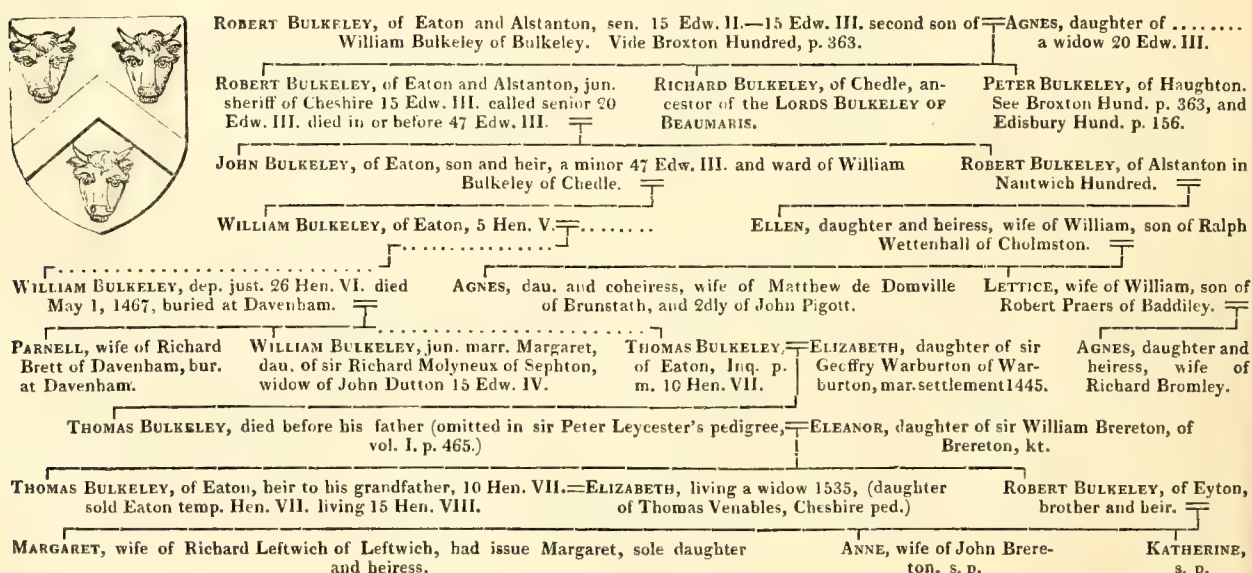 ROBERT BULKELEY, of Eaton and Alstanton, sen. 15 Edw. II.—15 Edw. III. second son of
William Bulkeley of Bulkeley. Vide Broxton Hundred, p. 363.
AGNES, daughter of ........
a widow 20 Edw. III.
ROBERT BULKELEY, of Eaton and Alstanton, jun.
sheriff of Cheshire 15 Edw. III. called senior 20
Edw. III. died in or before 47 Edw. III.
RICHARD BULKELEY, of Chedle, an-
cestor of the LORDS BULKELEY OF
BEAUMARIS.
PETER BULKELEY, of Haughton.
See Broxton Hund. p. 363, and
Edisbury Hund. p. 156.
JOHN BULKELEY, of Eaton, son and heir, a minor 47 Edw. III. and ward of William
Bulkeley of Chedle.
ROBERT BULKELEY, of Alstanton in
Nantwich Hundred.
WILLIAM BULKELEY, of Eaton, 5 Hen. V. ........
ELLEN, daughter and heiress, wife of William, son of Ralph
Wettenhall of Cholmston.
WILLIAM BULKELEY, dep. just. 26 Hen. VI. died
May 1, 1467, buried at Davenham.
AGNES, dau. and coheiress, wife of Matthew de Domville
of Brunstath, and 2dly of John Pigott.
LETTICE, wife of William, son of
Robert Praers of Baddiley.
PARNELL, wife of Richard
Brett of Davenham, bur.
at Davenham.
WILLIAM BULKELEY, jun. marr. Margaret,
dau. of sir Richard Molyneux of Sephton,
widow of John Dutton 15 Edw. IV.
THOMAS BULKELEY,
of Eaton, Inq. p.
m. 10 Hen. VII.
ELIZABETH, daughter of sir
Geoffry Warburton of War-
burton, mar. settlement 1445.
AGNES, daughter and
heiress, wife of
Richard Bromley.
THOMAS BULKELEY, died before his father (omitted in sir Peter Leycester's pedigree,
vol. I. p. 465.)
ELEANOR, daughter of sir William Brereton, of
Brereton, kt.
THOMAS BULKELEY, of Eaton, heir to his grandfather, 10 Hen. VII.
sold Eaton temp. Hen. VII. living 15 Hen. VIII.
ELIZABETH, living a widow 1535, (daughter
of Thomas Venables, Cheshire ped.)
ROBERT BULKELEY, of Eyton,
brother and heir.
MARGARET, wife of Richard Leftwich of Leftwich, had issue Margaret, sole daughter
and heiress.
ANNE, wife of John Brere-
ton, s. p.
KATHERINE,
s. p.